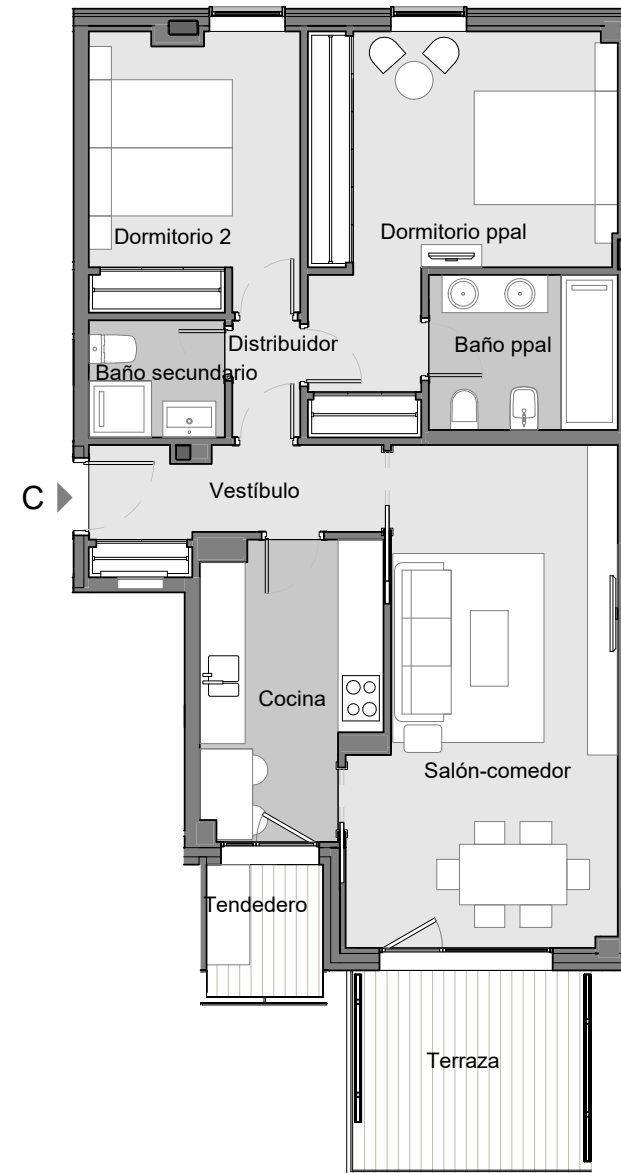 Dormitorio 2
Dormitorio ppal
Distribuidor
Baño ppal
Baño secundario
C
Vestíbulo
Cocina
Salón-comedor
Tendedero
Terraza